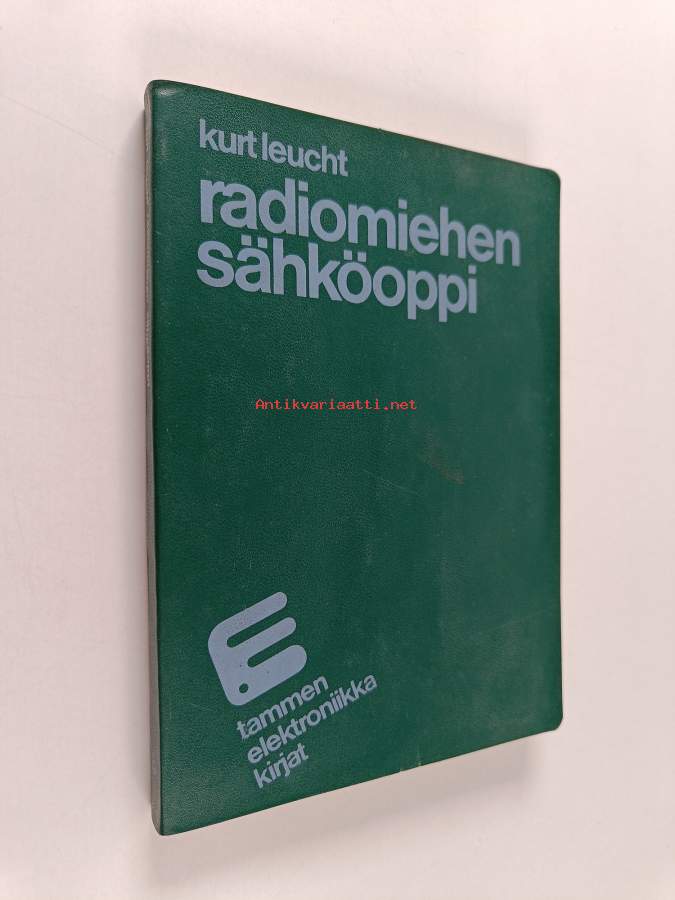 kurt leucht
radiomiehen
sähköoppi
Antikvariaatti.net
tammen
elektroniikka
kirjat